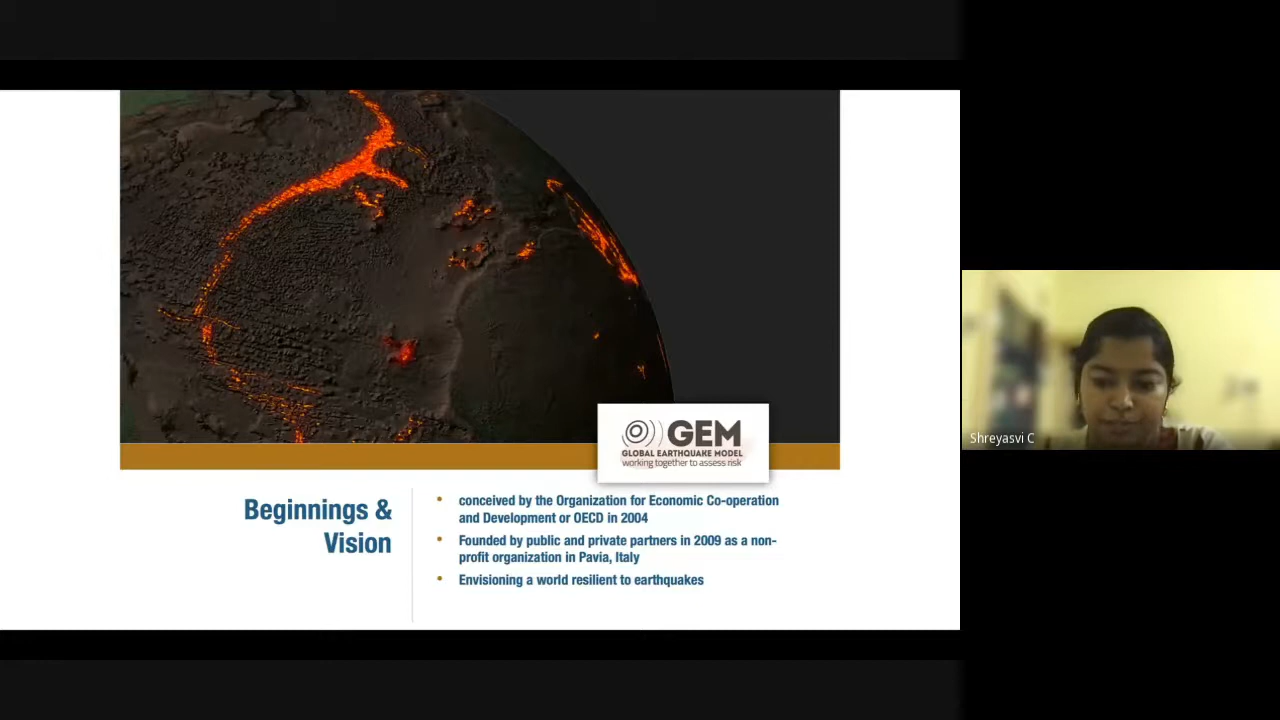 GEM
GLOBAL EARTHQUAKE MODEL
working together to assess risk
Beginnings &
Vision
conceived by the Organization for Economic Co-operation
and Development or OECD in 2004
Founded by public and private partners in 2009 as a non-
profit organization in Pavia, Italy
Envisioning a world resilient to earthquakes
Shreyasvi C